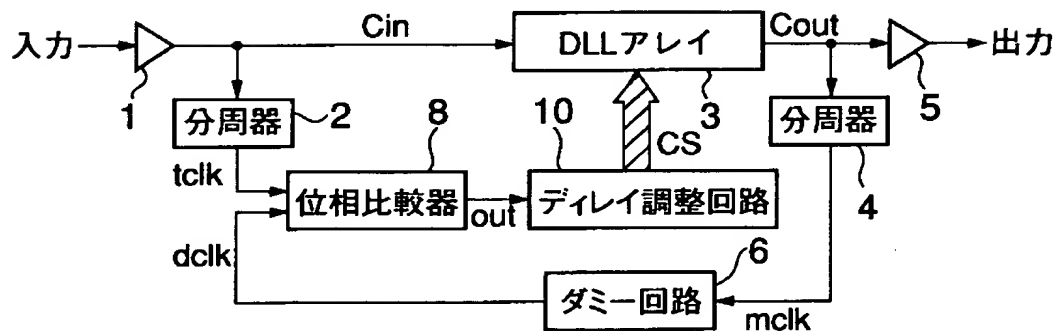 入力
1
Cin
DLLアレイ
3
Cout
5
出力
分周器
2
tclk
8
位相比較器
out
10
ディレイ調整回路
CS
分周器
4
dclk
6
ダミー回路
mclk